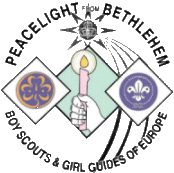 PEACELIGHT FROM BETHLEHEM
BOY SCOUTS & GIRL GUIDES OF EUROPE